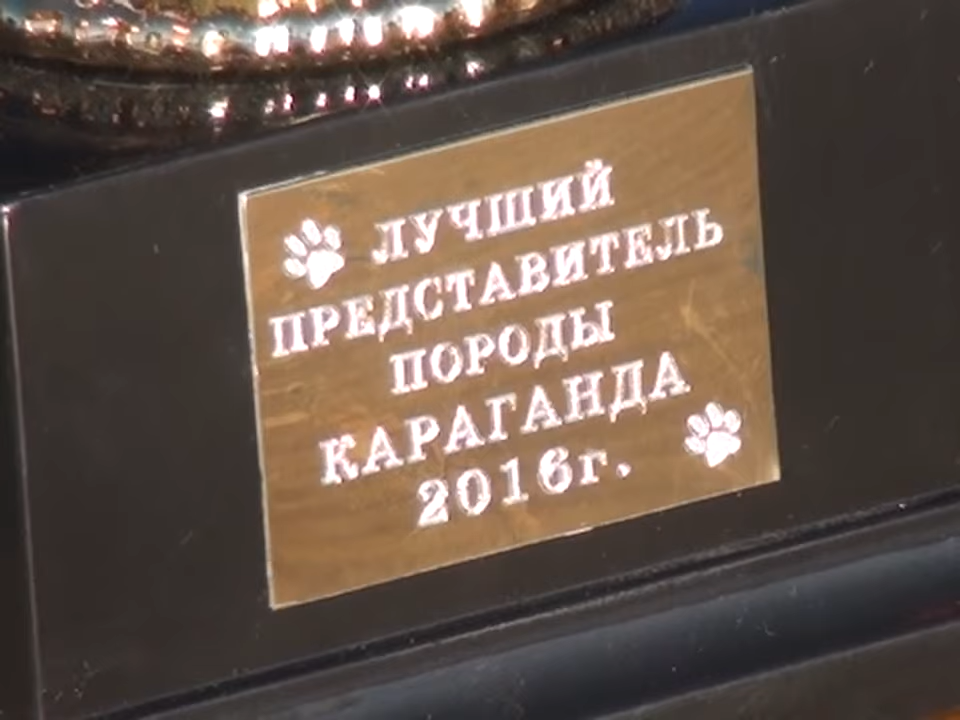 ЛУЧШИЙ
ПРЕДСТАВИТЕЛЬ
ПОРОДЫ
КАРАГАНДА
2016г.